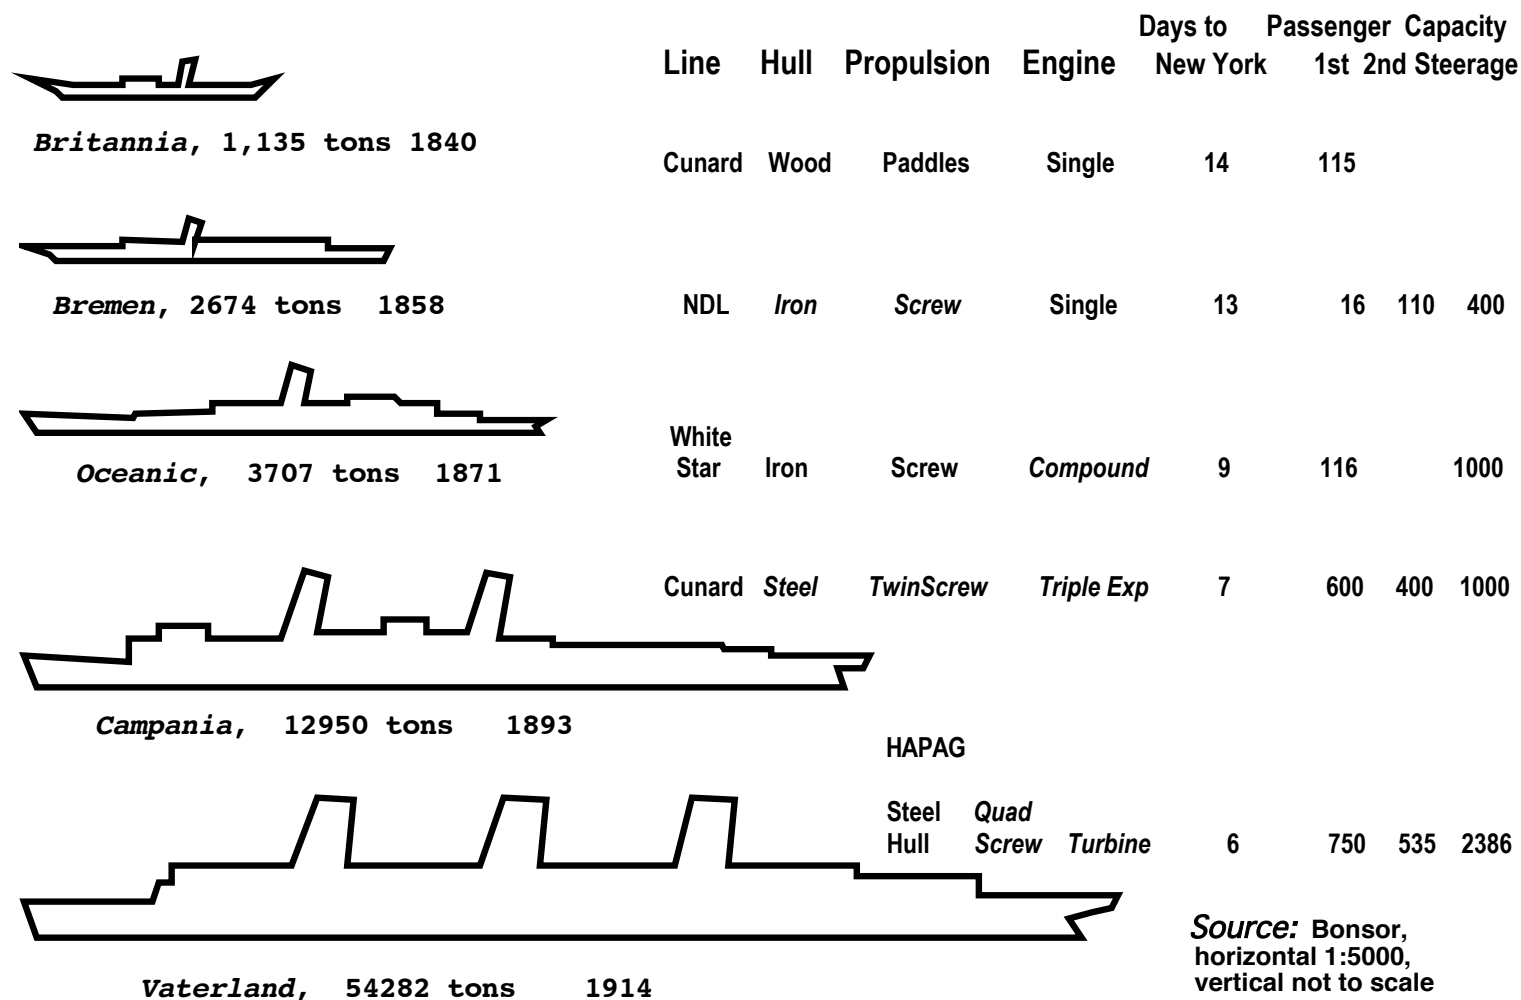 Days to Passenger Capacity
Line Hull Propulsion Engine New York 1st 2nd Steerage
Britannia, 1,135 tons 1840
Cunard Wood Paddles Single 14 115
Bremen, 2674 tons 1858
NDL Iron Screw Single 13 16 110 400
White
Star Iron Screw Compound 9 116 1000
Oceanic, 3707 tons 1871
Cunard Steel TwinScrew Triple Exp 7 600 400 1000
Campania, 12950 tons 1893
HAPAG
Steel Quad
Hull Screw Turbine 6 750 535 2386
Vaterland, 54282 tons 1914
Source: Bonsor,
horizontal 1:5000,
vertical not to scale